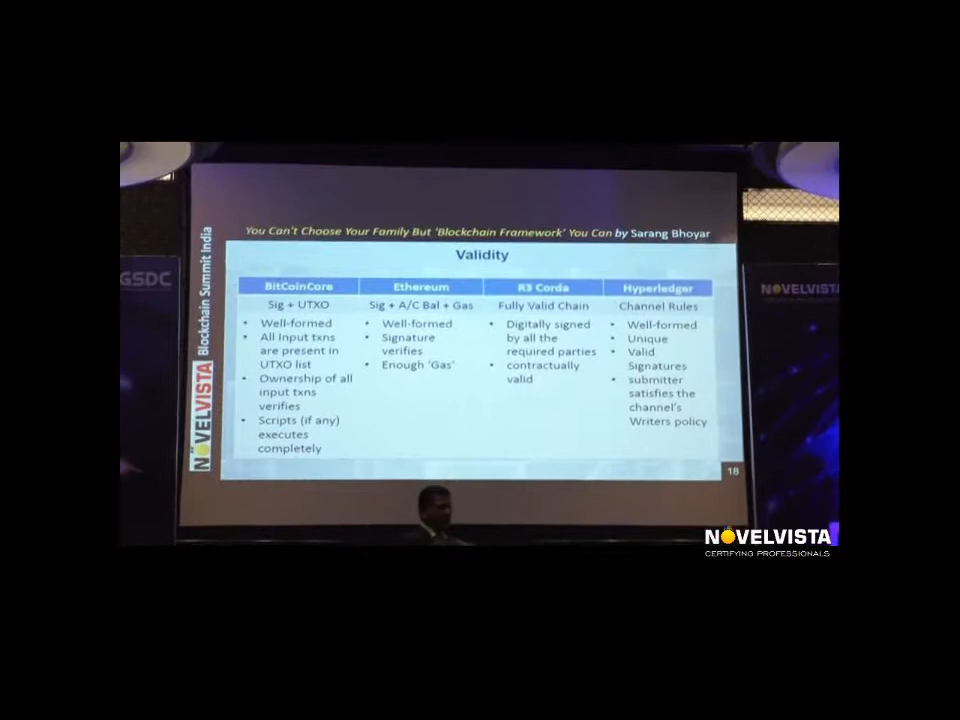 You Can't Choose Your Family But 'Blockchain Framework' You Can by Sarang Bhoyar
Blockchain Summit India
NOVELVISTA
GSDC
NOVELVISTA
Validity
BitCoinCore
Sig + UTXO
• Well-formed
• All Input txns
are present in
UTXO list
• Ownership of all
input txns
verifies
• Scripts (if any)
executes
completely
Ethereum
Sig + A/C Bal + Gas
• Well-formed
• Signature
verifies
• Enough 'Gas'
R3 Corda
Fully Valid Chain
• Digitally signed
by all the
required parties
• contractually
valid
Hyperledger
Channel Rules
• Well-formed
• Unique
• Valid
Signatures
• submitter
satisfies the
channel's
Writers policy
18
NOVELVISTA
CERTIFYING PROFESSIONALS